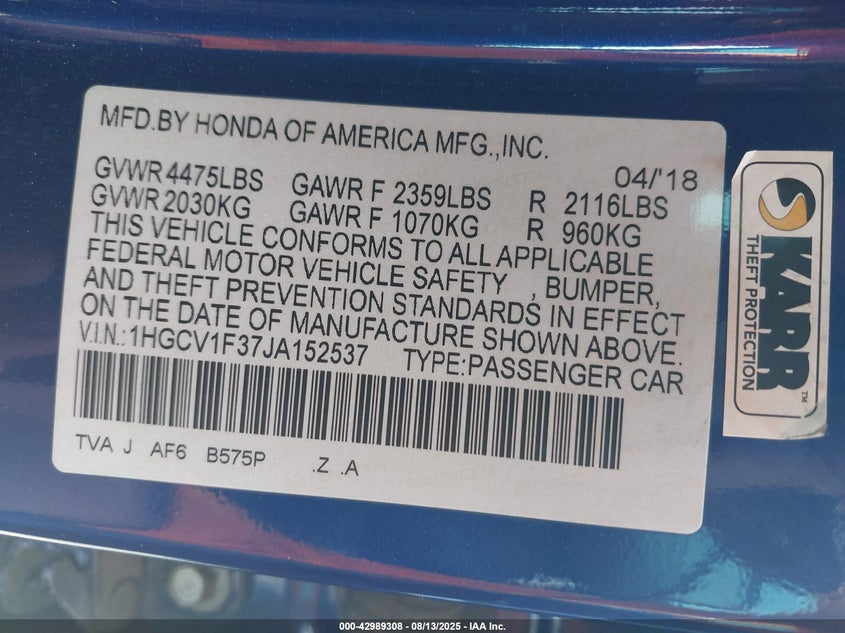 MFD.BY HONDA OF AMERICA MFG.,INC.
04/'18
GVWR 4475LBS GAWR F 2359LBS R 2116LBS
GVWR 2030KG GAWR F 1070KG R 960KG
THIS VEHICLE CONFORMS TO ALL APPLICABLE
FEDERAL MOTOR VEHICLE SAFETY , BUMPER,
AND THEFT PREVENTION STANDARDS IN EFFECT
ON THE DATE OF MANUFACTURE SHOWN ABOVE.
V.I.N.:1HGCV1F37JA152537 TYPE:PASSENGER CAR
TVA J AF6 B575P .Z .A
KARR™
THEFT PROTECTION
000-42989308 - 08/13/2025 - IAA Inc.